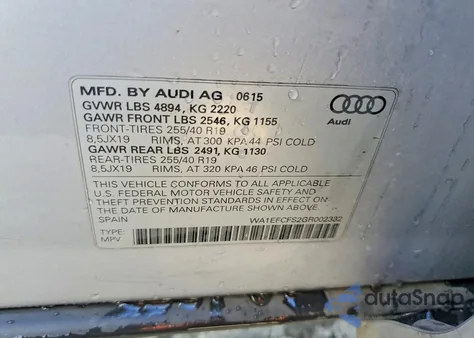 MFD. BY AUDI AG 0615
GVWR LBS 4894, KG 2220
GAWR FRONT LBS 2546, KG 1155
FRONT-TIRES 255/40 R19
8,5JX19 RIMS, AT 300 KPA 44 PSI COLD
GAWR REAR LBS 2491, KG 1130
REAR-TIRES 255/40 R19
8,5JX19 RIMS, AT 320 KPA 46 PSI COLD
Audi
THIS VEHICLE CONFORMS TO ALL APPLICABLE
U.S. FEDERAL MOTOR VEHICLE SAFETY AND
THEFT PREVENTION STANDARDS IN EFFECT ON
THE DATE OF MANUFACTURE SHOWN ABOVE.
SPAIN WA1EFCFS2GR002332
TYPE:
MPV
autoSnap